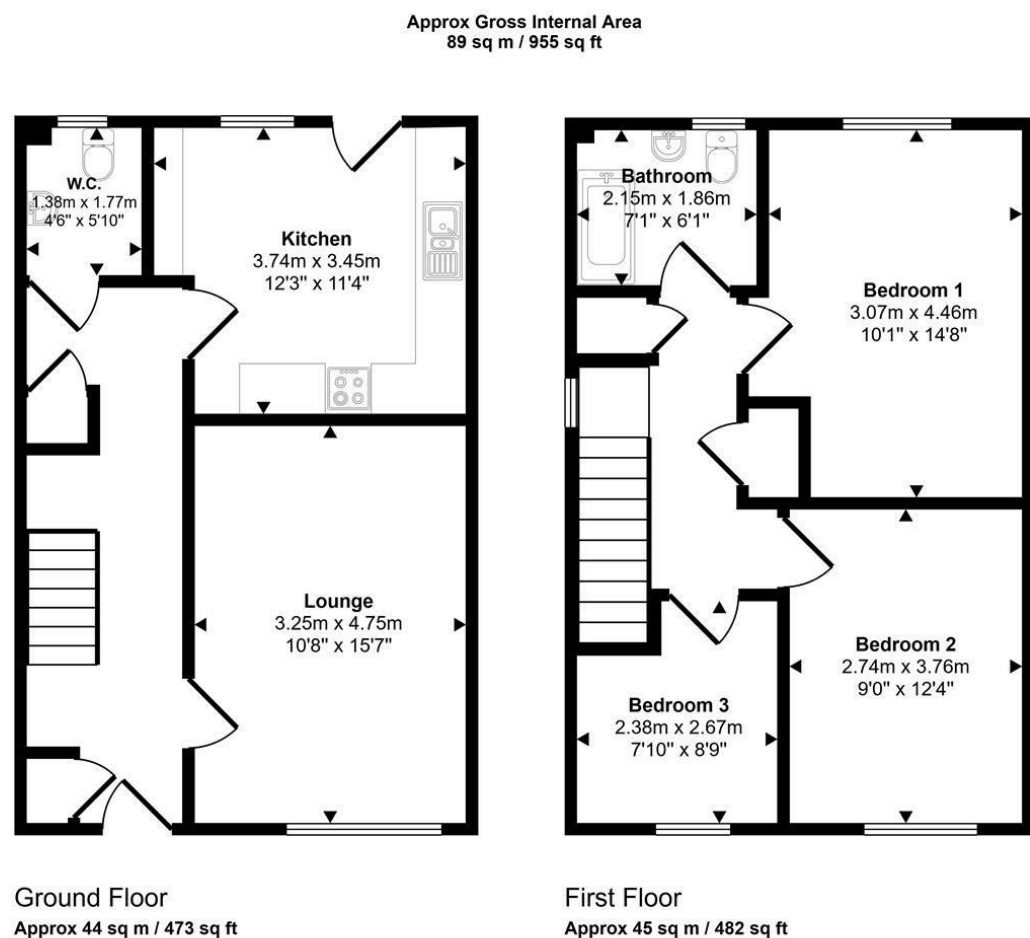 Approx Gross Internal Area
89 sq m / 955 sq ft
W.C.
1.38m x 1.77m
4'6" x 5'10"
Kitchen
3.74m x 3.45m
12'3" x 11'4"
Lounge
3.25m x 4.75m
10'8" x 15'7"
Ground Floor
Approx 44 sq m / 473 sq ft
Bathroom
2.15m x 1.86m
7'1" x 6'1"
Bedroom 1
3.07m x 4.46m
10'1" x 14'8"
Bedroom 2
2.74m x 3.76m
9'0" x 12'4"
Bedroom 3
2.38m x 2.67m
7'10" x 8'9"
First Floor
Approx 45 sq m / 482 sq ft